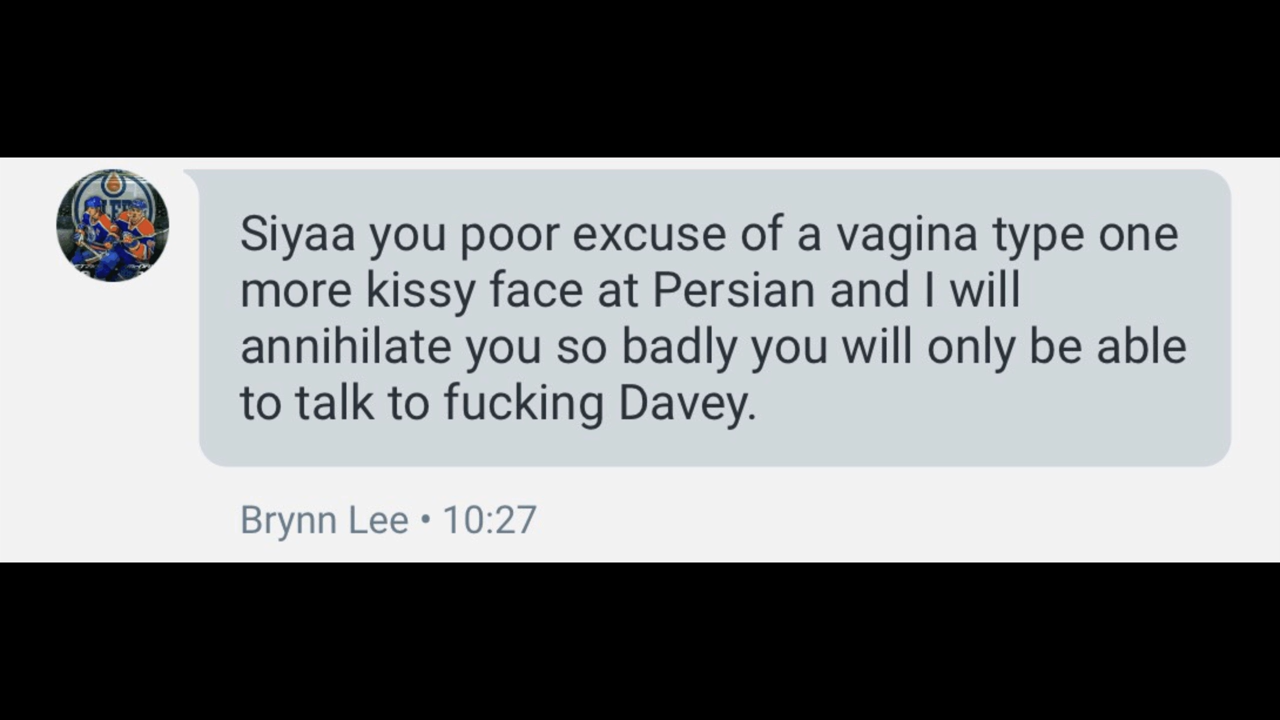 Siyaa you poor excuse of a vagina type one
more kissy face at Persian and I will
annihilate you so badly you will only be able
to talk to fucking Davey.
Brynn Lee • 10:27